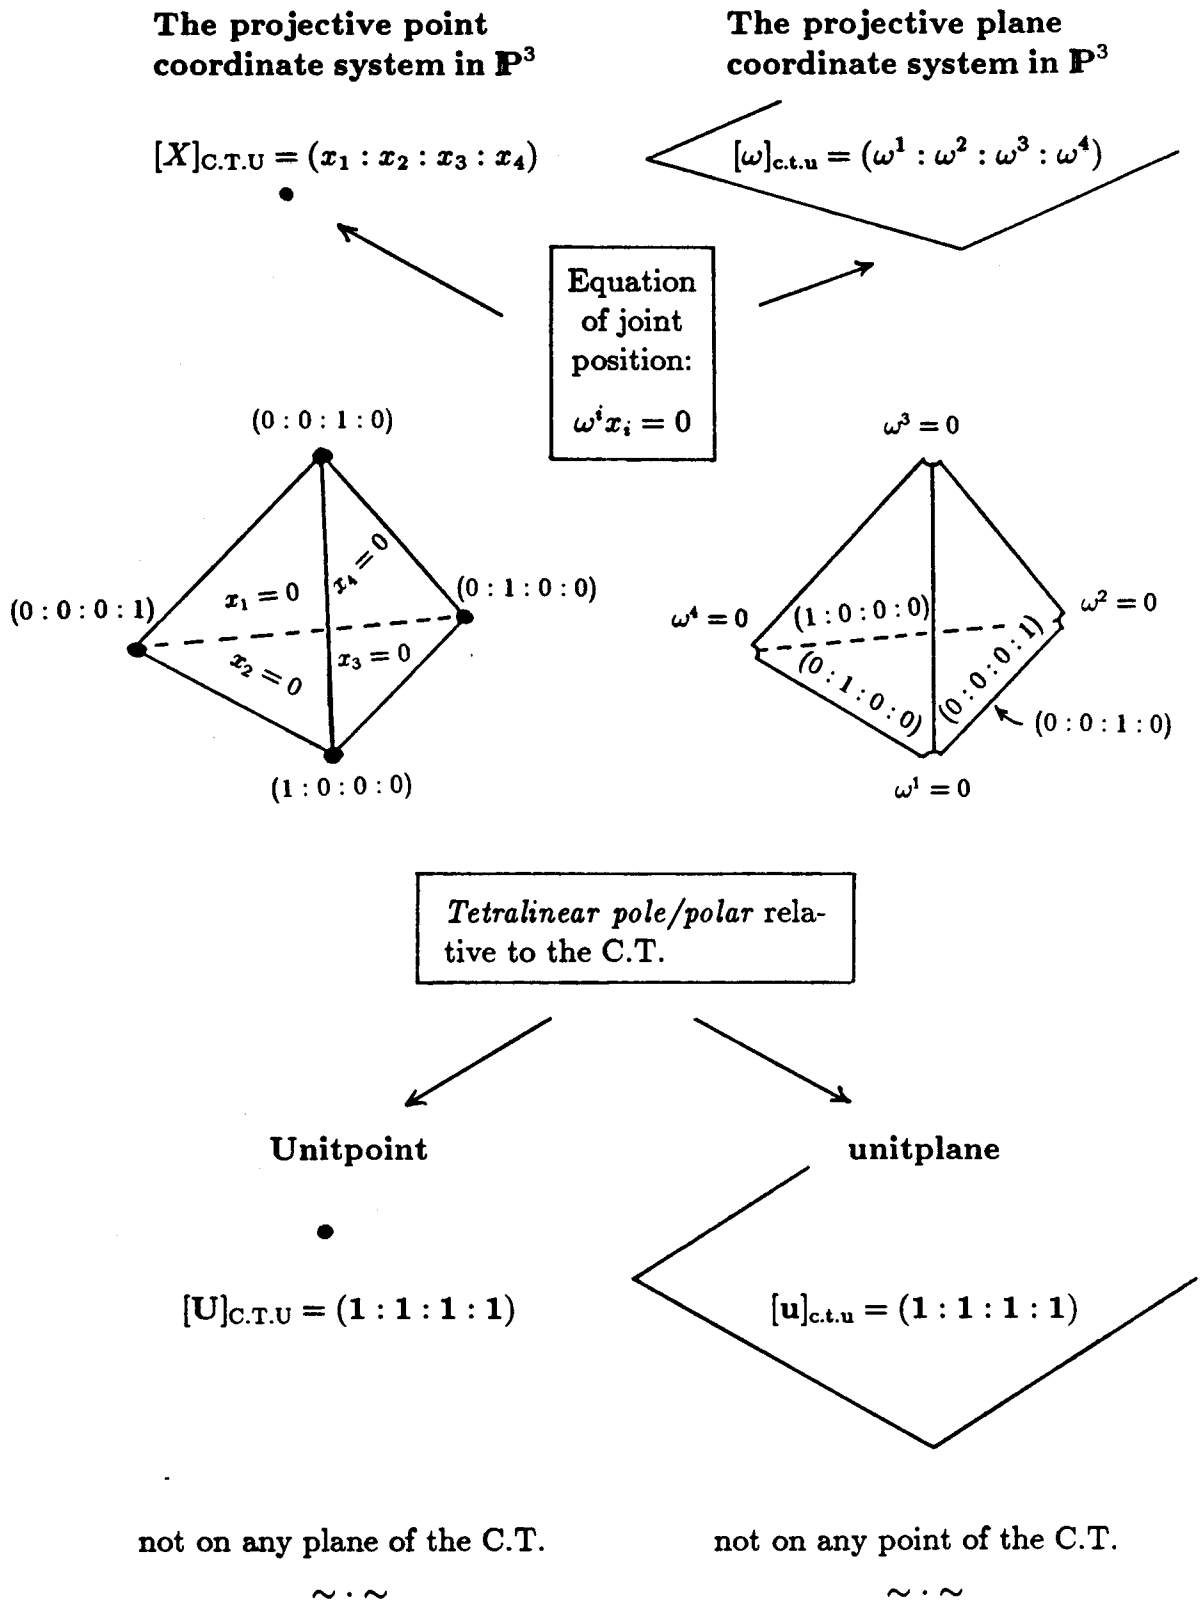 The projective point
coordinate system in ℙ³
The projective plane
coordinate system in ℙ³
[X]C.T.U = (x₁ : x₂ : x₃ : x₄)
[ω]c.t.u = (ω¹ : ω² : ω³ : ω⁴)
Equation
of joint
position:
ωⁱxᵢ = 0
(0 : 0 : 1 : 0)
x₁ = 0
x₄ = 0
(0 : 0 : 0 : 1)
(0 : 1 : 0 : 0)
x₂ = 0
x₃ = 0
(1 : 0 : 0 : 0)
ω³ = 0
ω⁴ = 0
(1 : 0 : 0 : 0)
ω² = 0
(0 : 1 : 0 : 0)
(0 : 0 : 0 : 1)
(0 : 0 : 1 : 0)
ω¹ = 0
Tetralinear pole/polar rela-
tive to the C.T.
Unitpoint
unitplane
[U]C.T.U = (1 : 1 : 1 : 1)
[u]c.t.u = (1 : 1 : 1 : 1)
not on any plane of the C.T.
not on any point of the C.T.
~ · ~
~ · ~